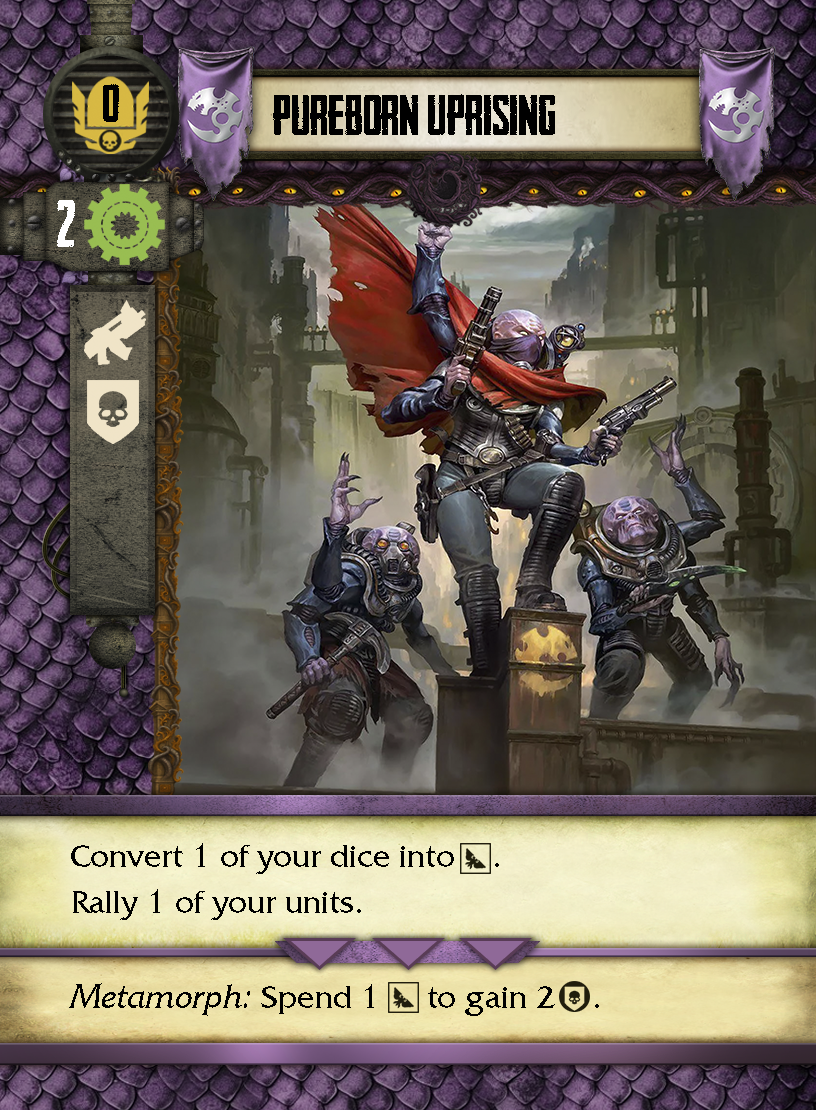 0
PUREBORN UPRISING
2
Convert 1 of your dice into .
Rally 1 of your units.
Metamorph: Spend 1 to gain 2 .